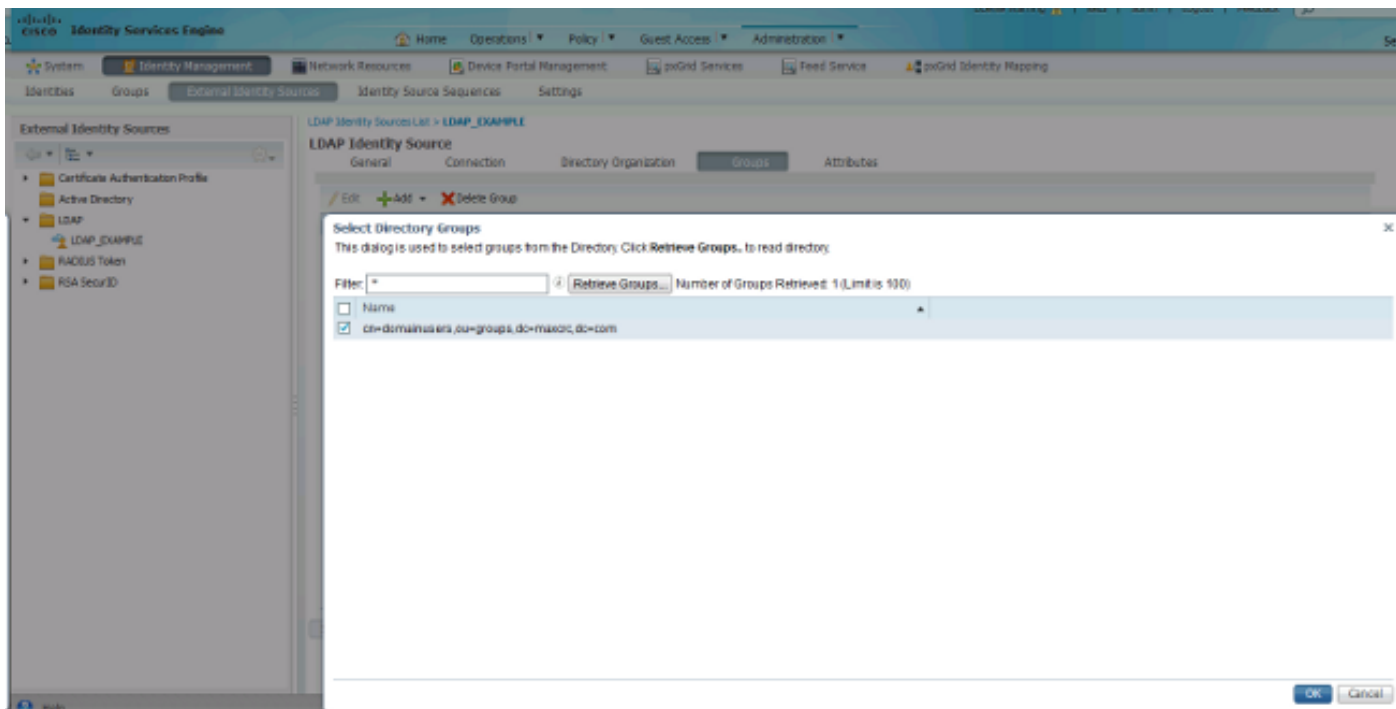 CISCO Identity Services Engine
Home Operations Policy Guest Access Administration
System Identity Management Network Resources Device Portal Management pxGrid Services Feed Service pxGrid Identity Mapping
Identities Groups External Identity Sources Identity Source Sequences Settings
External Identity Sources
Certificate Authentication Profile
Active Directory
LDAP
LDAP_EXAMPLE
RADIUS Token
RSA SecurID
LDAP Identity Sources List > LDAP_EXAMPLE
LDAP Identity Source
General Connection Directory Organization Groups Attributes
Edit Add Delete Group
Select Directory Groups
This dialog is used to select groups from the Directory. Click Retrieve Groups.. to read directory.
Filter: * Retrieve Groups... Number of Groups Retrieved: 1 (Limit is 100)
Name
cn=domainusers,ou=groups,dc=maxcrc,dc=com
OK Cancel